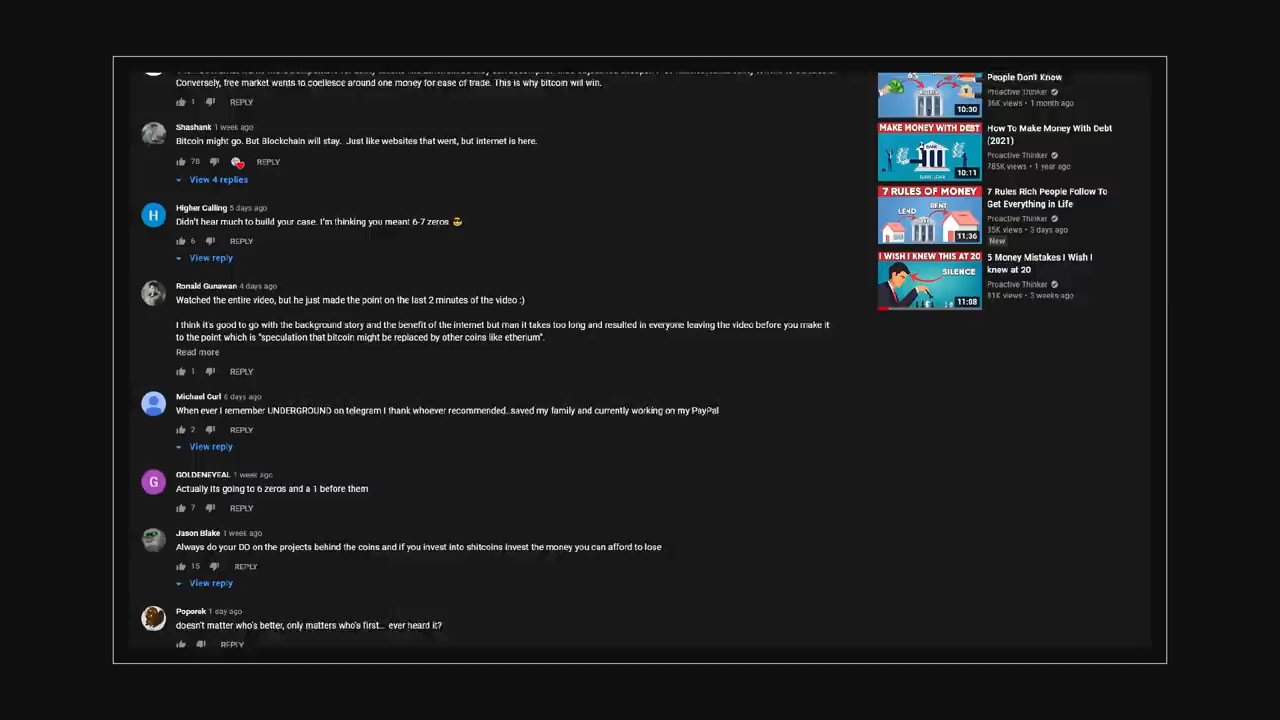 Conversely, free market wants to coellesce around one money for ease of trade. This is why bitcoin will win.
1 REPLY
Shashank 1 week ago
Bitcoin might go. But Blockchain will stay. Just like websites that went, but internet is here.
78 REPLY
View 4 replies
H
Higher Calling 5 days ago
Didn't hear much to build your case. I'm thinking you meant 6-7 zeros 😎
6 REPLY
View reply
Ronald Gunawan 4 days ago
Watched the entire video, but he just made the point on the last 2 minutes of the video :)
I think it's good to go with the background story and the benefit of the internet but man it takes too long and resulted in everyone leaving the video before you make it
to the point which is "speculation that bitcoin might be replaced by other coins like etherium".
Read more
1 REPLY
Michael Curl 6 days ago
When ever I remember UNDERGROUND on telegram I thank whoever recommended..saved my family and currently working on my PayPal
2 REPLY
View reply
G
GOLDENEYEAL 1 week ago
Actually its going to 6 zeros and a 1 before them
7 REPLY
Jason Blake 1 week ago
Always do your DD on the projects behind the coins and if you invest into shitcoins invest the money you can afford to lose
15 REPLY
View reply
Poporek 1 day ago
doesn't matter who's better, only matters who's first... ever heard it?
REPLY
6%
10:30
People Don't Know
Proactive Thinker
36K views • 1 month ago
MAKE MONEY WITH DEBT
BANK
BANK LOAN
10:11
How To Make Money With Debt
(2021)
Proactive Thinker
785K views • 1 year ago
7 RULES OF MONEY
LEND
RENT
11:36
7 Rules Rich People Follow To
Get Everything in Life
Proactive Thinker
35K views • 3 days ago
New
I WISH I KNEW THIS AT 20
SILENCE
11:08
5 Money Mistakes I Wish I
knew at 20
Proactive Thinker
81K views • 3 weeks ago